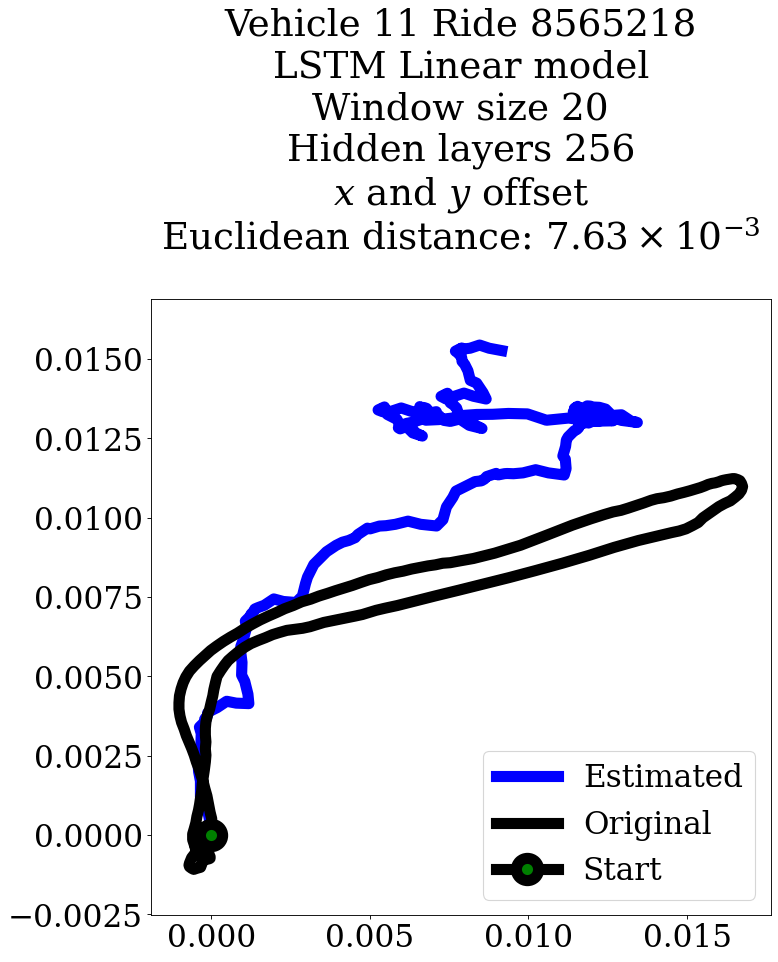 Vehicle 11 Ride 8565218
LSTM Linear model
Window size 20
Hidden layers 256
x and y offset
Euclidean distance: 7.63 × 10⁻³
0.0150
0.0125
0.0100
0.0075
0.0050
0.0025
0.0000
−0.0025
0.000 0.005 0.010 0.015
Estimated
Original
Start